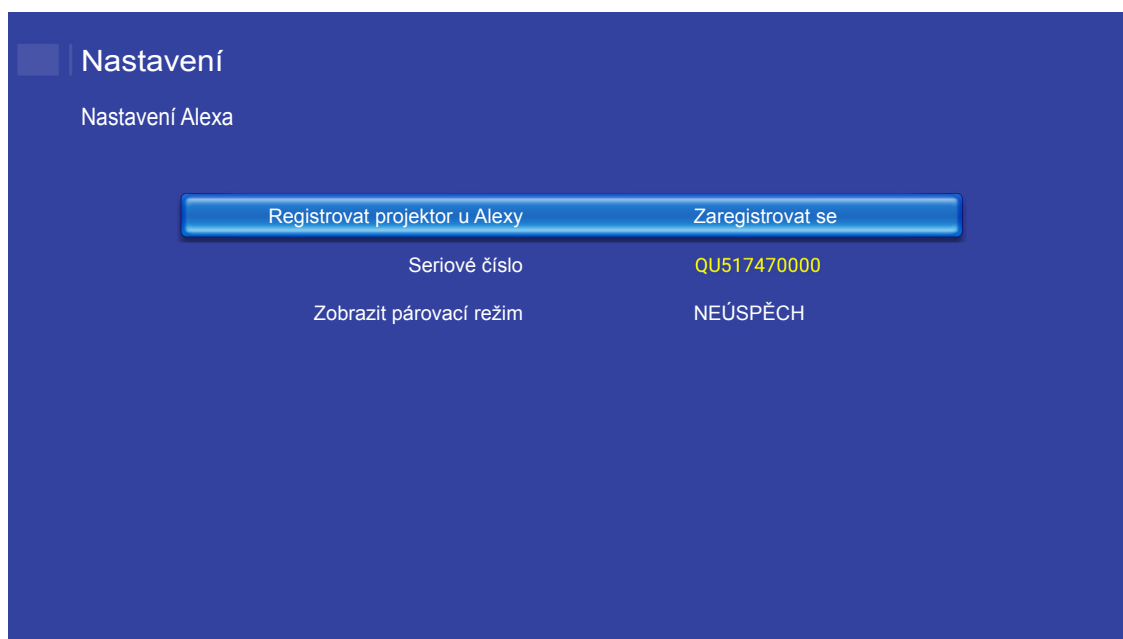 Nastavení
Nastavení Alexa
Registrovat projektor u Alexy Zaregistrovat se
Seriové číslo QU517470000
Zobrazit párovací režim NEÚSPĚCH